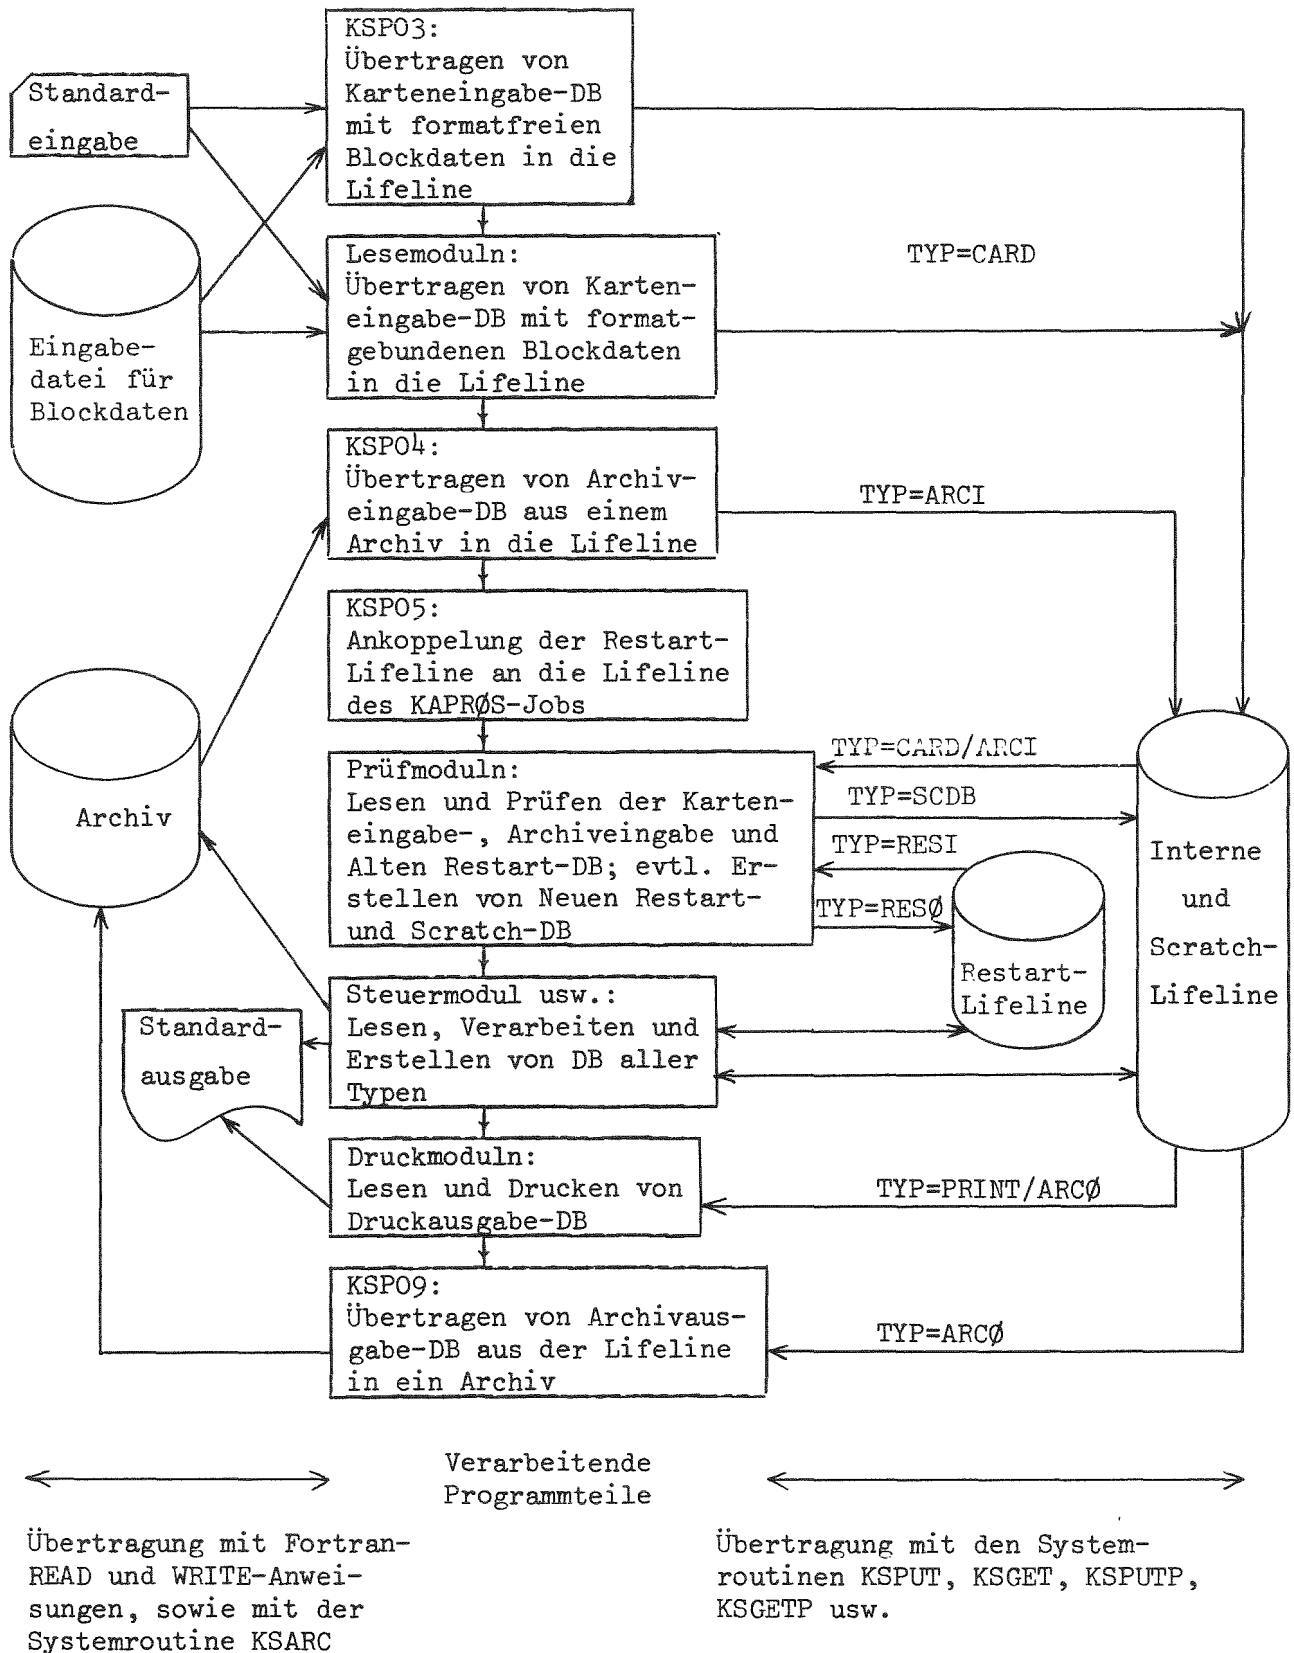 KSP03:
Übertragen von
Karteneingabe-DB
mit formatfreien
Blockdaten in die
Lifeline
Standard-
eingabe
Lesemoduln:
Übertragen von Karten-
eingabe-DB mit format-
gebundenen Blockdaten
in die Lifeline
TYP=CARD
Eingabe-
datei für
Blockdaten
KSP04:
Übertragen von Archiv-
eingabe-DB aus einem
Archiv in die Lifeline
TYP=ARCI
KSP05:
Ankoppelung der Restart-
Lifeline an die Lifeline
des KAPRØS-Jobs
Archiv
Prüfmoduln:
Lesen und Prüfen der Karten-
eingabe-, Archiveingabe und
Alten Restart-DB; evtl. Er-
stellen von Neuen Restart-
und Scratch-DB
TYP=CARD/ARCI
TYP=SCDB
TYP=RESI
TYP=RESØ
Interne
und
Scratch-
Lifeline
Restart-
Lifeline
Steuermodul usw.:
Lesen, Verarbeiten und
Erstellen von DB aller
Typen
Standard-
ausgabe
Druckmoduln:
Lesen und Drucken von
Druckausgabe-DB
TYP=PRINT/ARCØ
KSP09:
Übertragen von Archivaus-
gabe-DB aus der Lifeline
in ein Archiv
TYP=ARCØ
Verarbeitende
Programmteile
Übertragung mit Fortran-
READ und WRITE-Anwei-
sungen, sowie mit der
Systemroutine KSARC
Übertragung mit den System-
routinen KSPUT, KSGET, KSPUTP,
KSGETP usw.